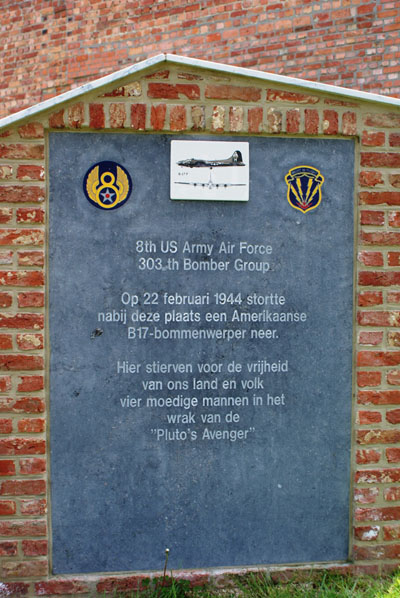 8th US Army Air Force
303.th Bomber Group
Op 22 februari 1944 stortte
nabij deze plaats een Amerikaanse
B17-bommenwerper neer.
Hier stierven voor de vrijheid
van ons land en volk
vier moedige mannen in het
wrak van de
"Pluto's Avenger"